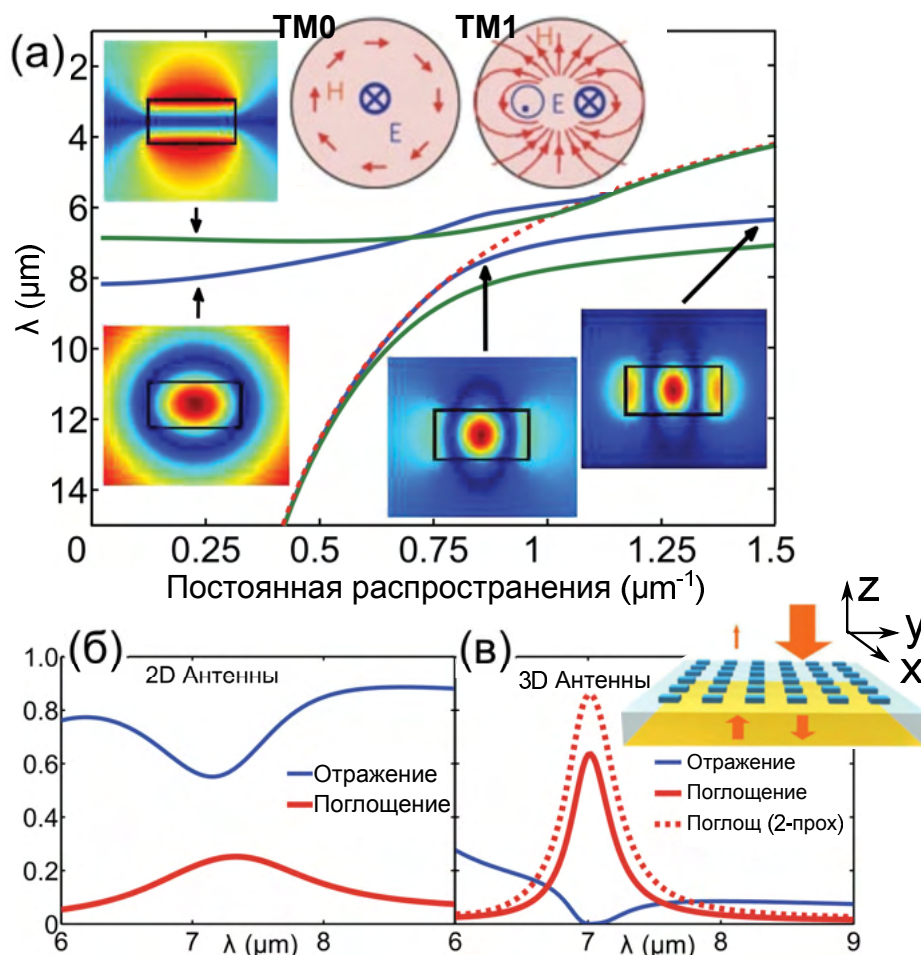 (а)
TM0
TM1
H
E
H
E
2
4
6
8
10
12
14
λ (μm)
0
0.25
0.5
0.75
1
1.25
1.5
Постоянная распространения (μm⁻¹)
(б)
2D Антенны
1.0
0.8
0.6
0.4
0.2
0
Отражение
Поглощение
6
7
8
λ (μm)
(в)
3D Антенны
z
y
x
Отражение
Поглощение
Поглощ (2-прох)
6
7
8
9
λ (μm)